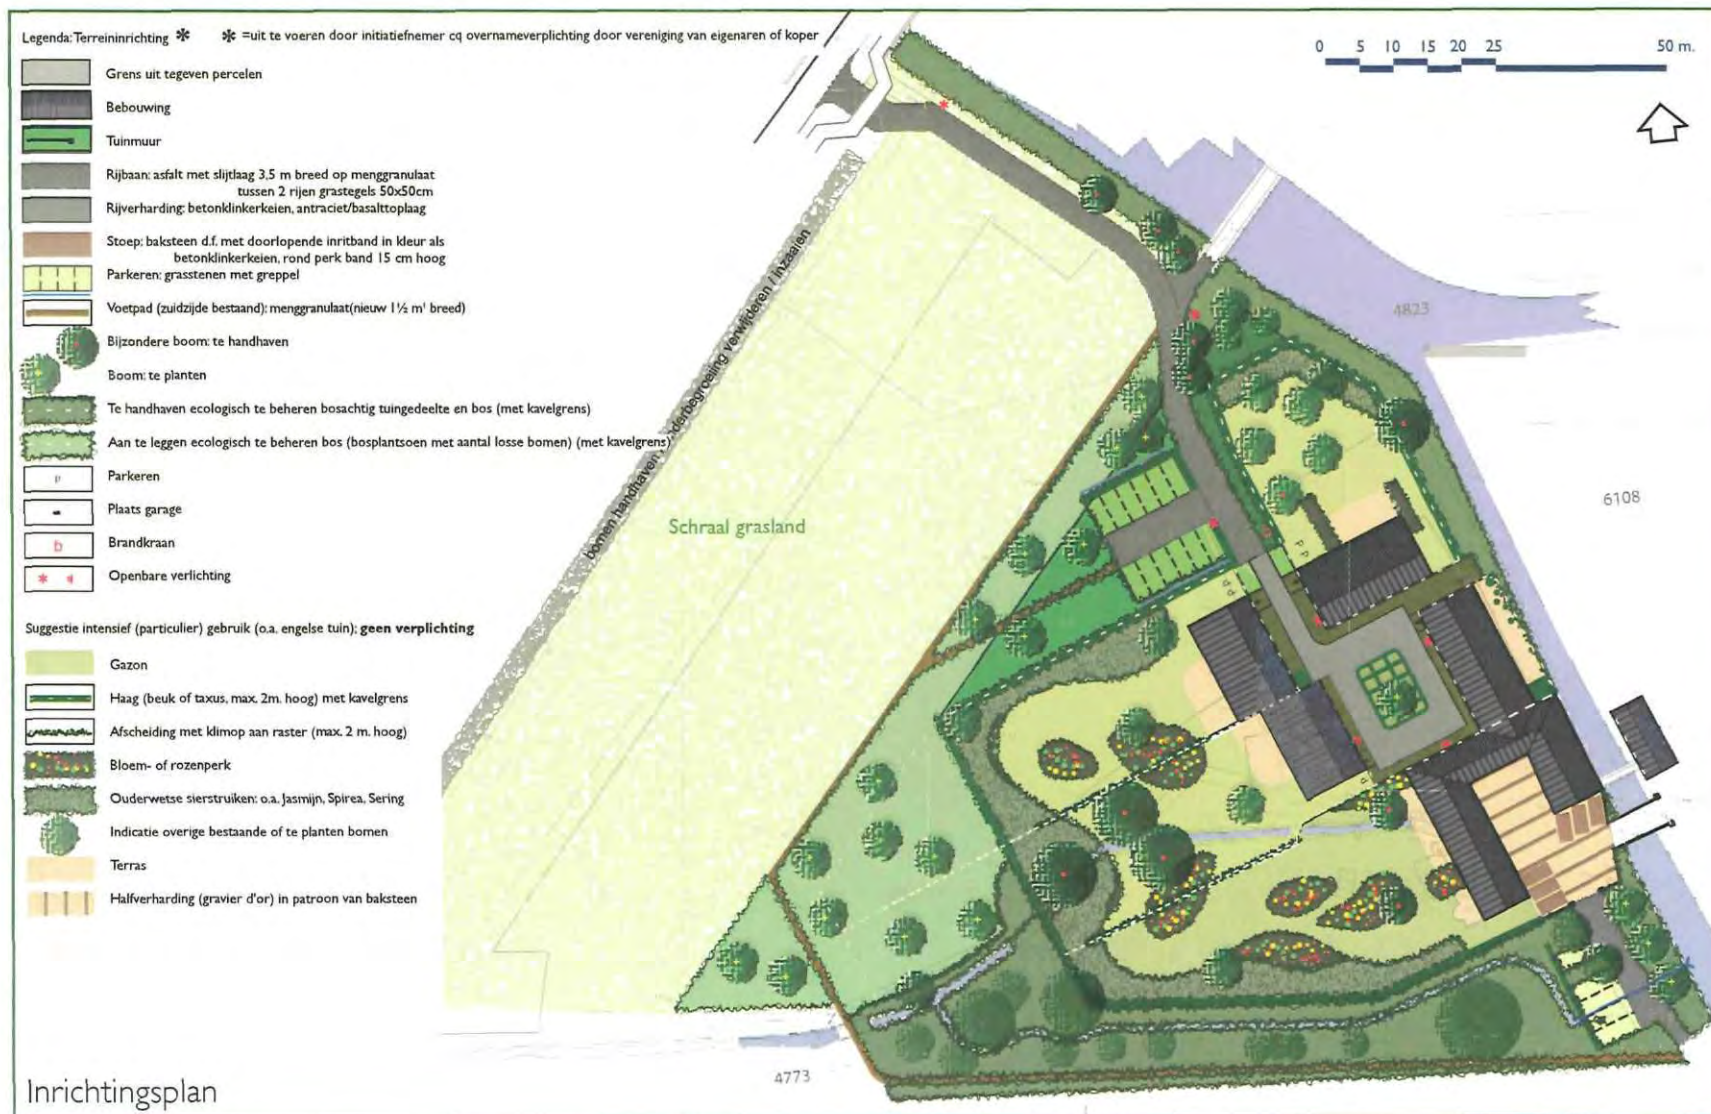 Legenda: Terreininrichting * * =uit te voeren door initiatiefnemer cq overnameverplichting door vereniging van eigenaren of koper
Grens uit tegeven percelen
Bebouwing
Tuinmuur
Rijbaan: asfalt met slijtlaag 3,5 m breed op menggranulaat
tussen 2 rijen grastegels 50x50cm
Rijverharding: betonklinkerkeien, antraciet/basalttoplaag
Stoep: baksteen d.f. met doorlopende inritband in kleur als
betonklinkerkeien, rond perk band 15 cm hoog
Parkeren: grasstenen met greppel
Voetpad (zuidzijde bestaand): menggranulaat(nieuw 1½ m' breed)
Bijzondere boom: te handhaven
Boom: te planten
Te handhaven ecologisch te beheren bosachtig tuingedeelte en bos (met kavelgrens)
Aan te leggen ecologisch te beheren bos (bosplantsoen met aantal losse bomen) (met kavelgrens)
P Parkeren
Plaats garage
b Brandkraan
* Openbare verlichting
Suggestie intensief (particulier) gebruik (o.a. engelse tuin): geen verplichting
Gazon
Haag (beuk of taxus, max. 2m. hoog) met kavelgrens
Afscheiding met klimop aan raster (max. 2 m. hoog)
Bloem- of rozenperk
Ouderwetse sierstruiken: o.a. Jasmijn, Spirea, Sering
Indicatie overige bestaande of te planten bomen
Terras
Halfverharding (gravier d'or) in patroon van baksteen
Inrichtingsplan
0 5 10 15 20 25 50 m.
bomen handhaven / derbegroeiing verwijderen / inzaaien
Schraal grasland
4823
6108
4773
P
P
P
P
P